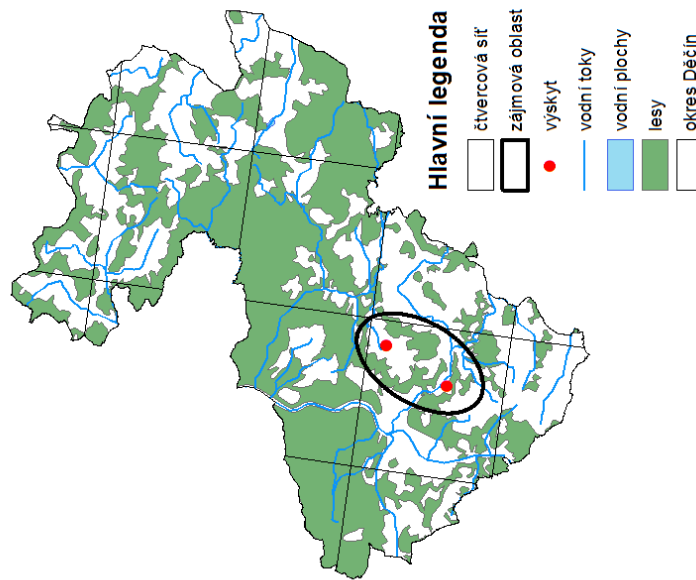 Hlavní legenda
čtvercová síť
zájmová oblast
výskyt
vodní toky
vodní plochy
lesy
okres Děčín